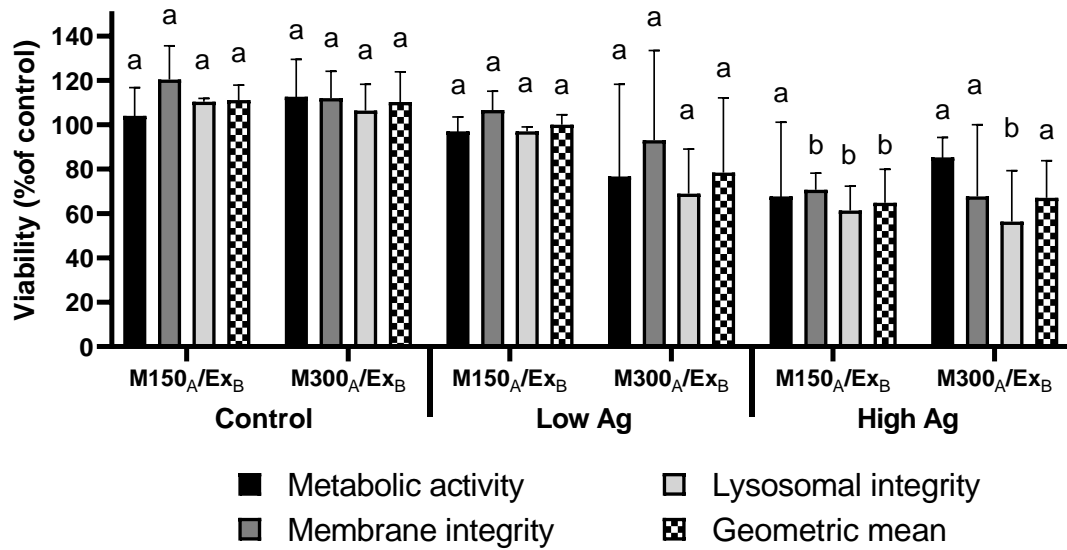 Viability (%of control)
140
120
100
80
60
40
20
0
a a a a a a a a a a a a a a a a a b b b a a b a
M150A/ExB M300A/ExB M150A/ExB M300A/ExB M150A/ExB M300A/ExB
Control Low Ag High Ag
Metabolic activity Lysosomal integrity
Membrane integrity Geometric mean